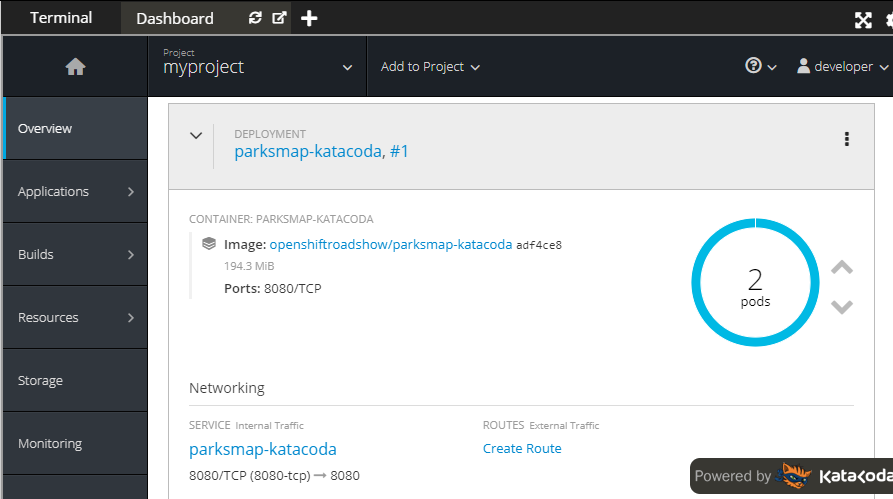 Terminal
Dashboard
Project
myproject
Add to Project
developer
Overview
Applications
Builds
Resources
Storage
Monitoring
DEPLOYMENT
parksmap-katacoda, #1
CONTAINER: PARKSMAP-KATACODA
Image: openshiftroadshow/parksmap-katacoda adf4ce8
194.3 MiB
Ports: 8080/TCP
2
pods
Networking
SERVICE Internal Traffic
parksmap-katacoda
8080/TCP (8080-tcp) → 8080
ROUTES External Traffic
Create Route
Powered by Katacoda